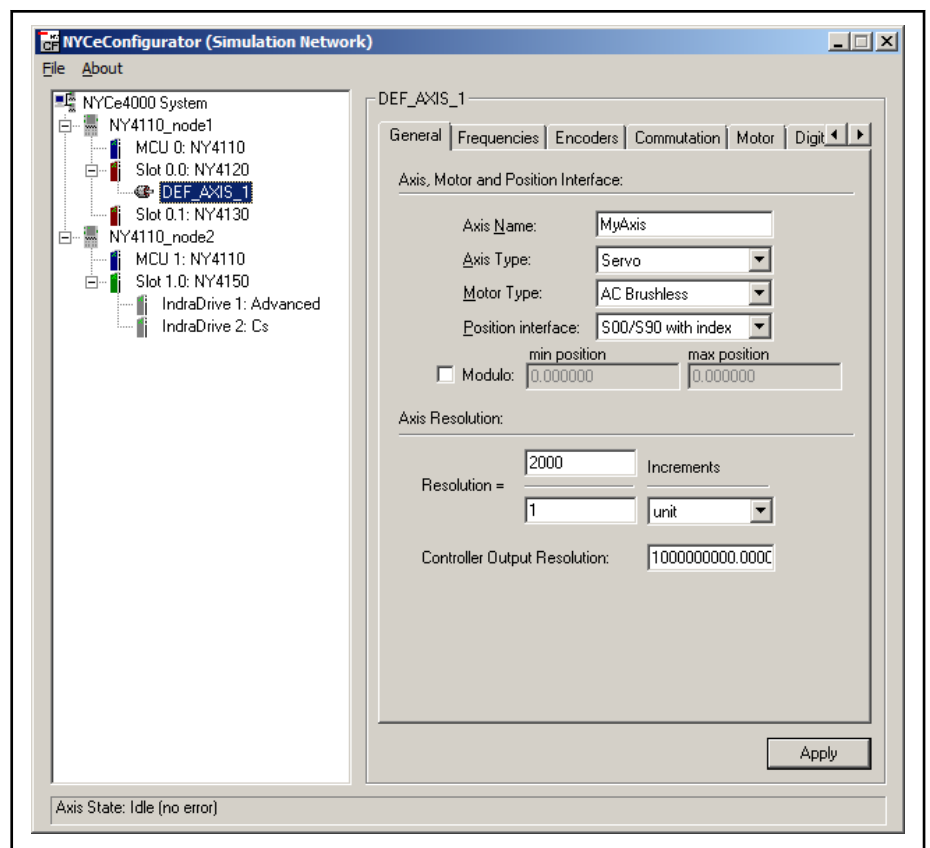 NYCeConfigurator (Simulation Network)
File About
NYCe4000 System
NY4110_node1
MCU 0: NY4110
Slot 0.0: NY4120
DEF_AXIS_1
Slot 0.1: NY4130
NY4110_node2
MCU 1: NY4110
Slot 1.0: NY4150
IndraDrive 1: Advanced
IndraDrive 2: Cs
DEF_AXIS_1
General Frequencies Encoders Commutation Motor Digit
Axis, Motor and Position Interface:
Axis Name: MyAxis
Axis Type: Servo
Motor Type: AC Brushless
Position interface: S00/S90 with index
min position max position
Modulo: 0.000000 0.000000
Axis Resolution:
2000 Increments
Resolution =
1 unit
Controller Output Resolution: 1000000000.000
Apply
Axis State: Idle (no error)